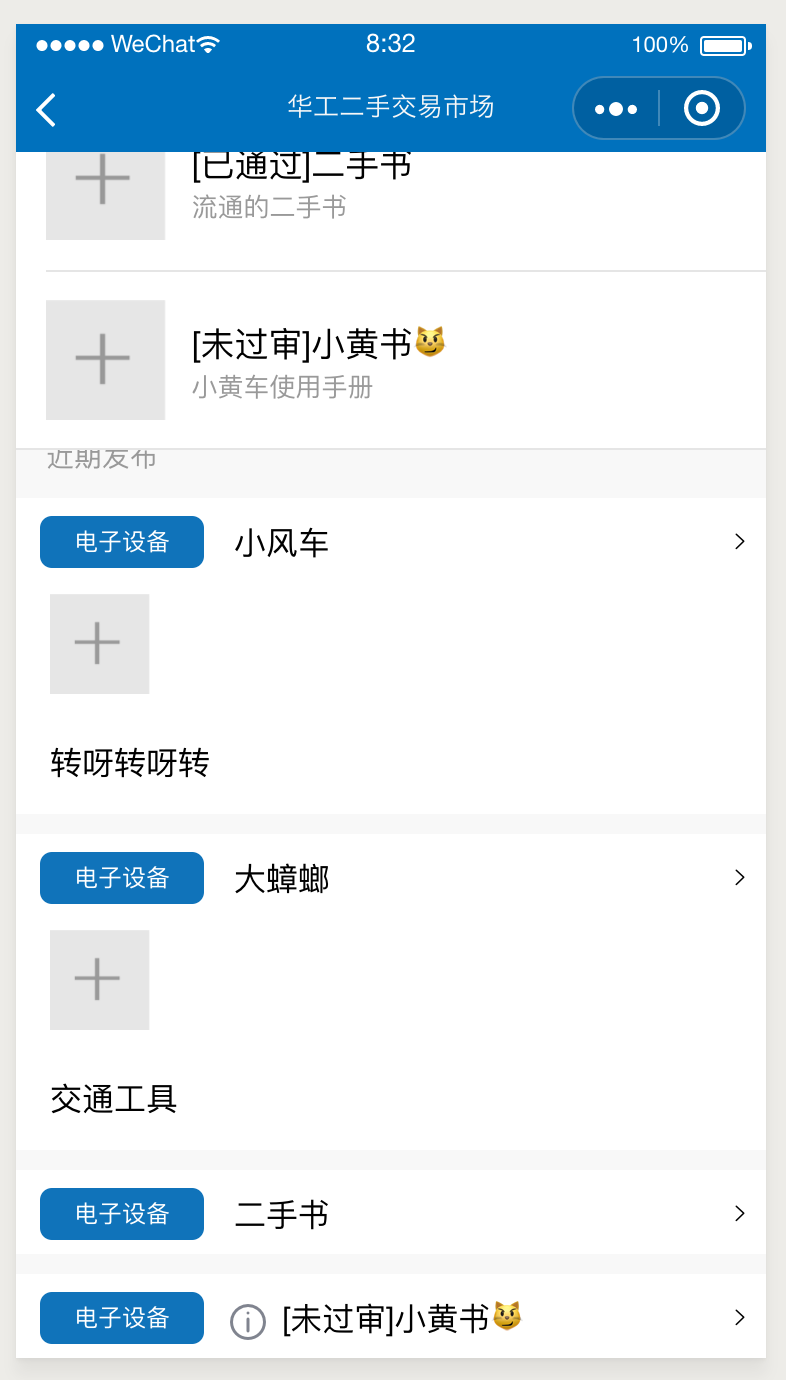 WeChat 8:32 100%
华工二手交易市场
[已通过]二手书
流通的二手书
[未过审]小黄书😼
小黄车使用手册
近期发布
电子设备 小风车
转呀转呀转
电子设备 大蟑螂
交通工具
电子设备 二手书
电子设备 [未过审]小黄书😼